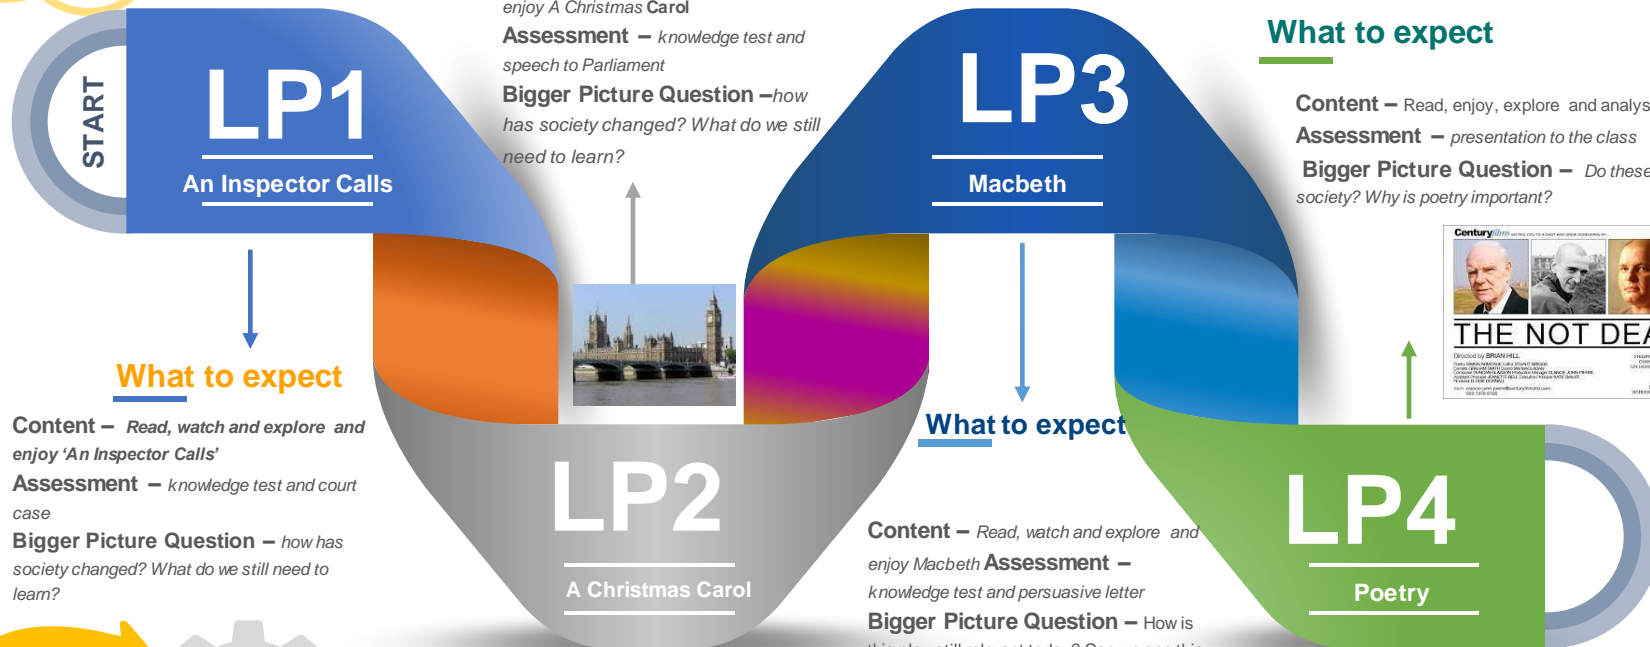 START
LP1
An Inspector Calls
What to expect
Content – Read, watch and explore and
enjoy ‘An Inspector Calls’
Assessment – knowledge test and court
case
Bigger Picture Question – how has
society changed? What do we still need to
learn?
enjoy A Christmas Carol
Assessment – knowledge test and
speech to Parliament
Bigger Picture Question –how
has society changed? What do we still
need to learn?
LP2
A Christmas Carol
LP3
Macbeth
What to expect
Content – Read, watch and explore and
enjoy Macbeth Assessment –
knowledge test and persuasive letter
Bigger Picture Question – How is
What to expect
Content – Read, enjoy, explore and analys
Assessment – presentation to the class
Bigger Picture Question – Do these
society? Why is poetry important?
Centuryfilms
THE NOT DEA
Directed by BRIAN HILL
LP4
Poetry